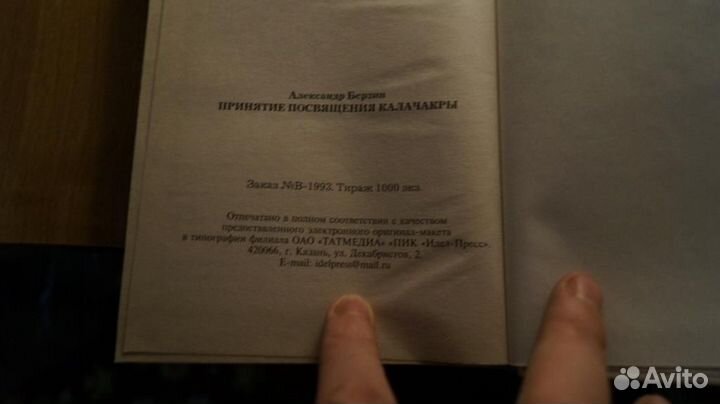 Александр Берзин
ПРИНЯТИЕ ПОСВЯЩЕНИЯ КАЛАЧАКРЫ
Заказ №В-1993. Тираж 1000 экз.
Отпечатано в полном соответствии с качеством
предоставленного электронного оригинал-макета
в типографии филиала ОАО «ТАТМЕДИА» «ПИК «Идел-Пресс».
420066, г. Казань, ул. Декабристов, 2.
E-mail: idelpress@mail.ru
Avito